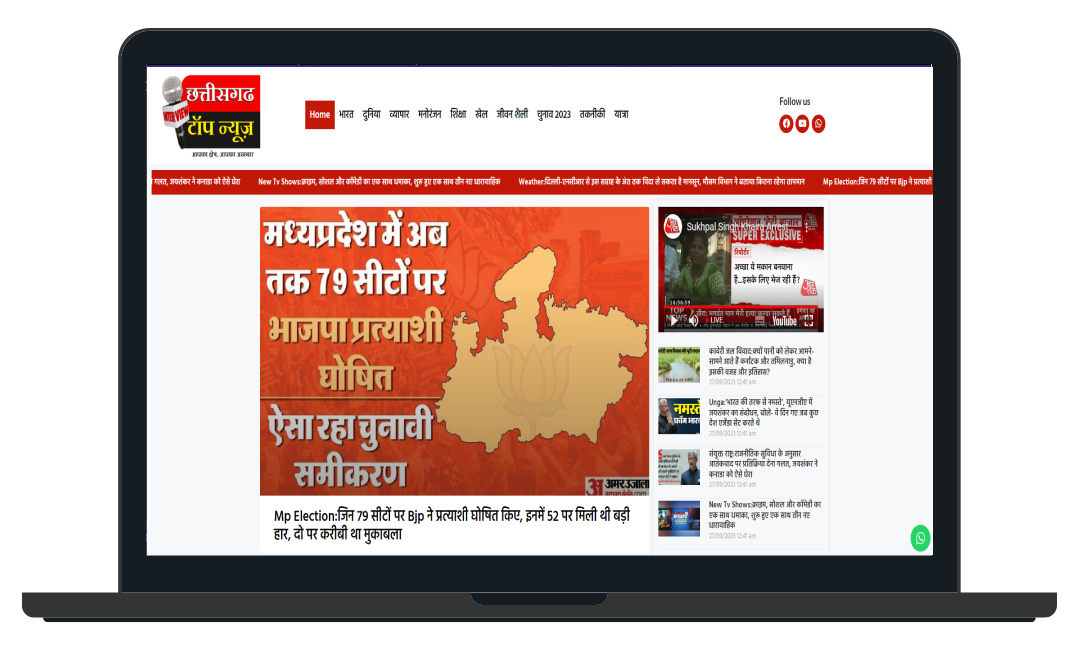 छत्तीसगढ
टॉप न्यूज़
आपका क्षेत्र, आपका अखबार
Home भारत दुनिया व्यापार मनोरंजन शिक्षा खेल जीवन शैली चुनाव 2023 तकनीकी यात्रा
Follow us
गलत, जयशंकर ने कनाडा को ऐसे घेरा New Tv Shows:क्राइम, सोशल और कॉमेडी का एक साथ धमाका, शुरू हुए एक साथ तीन नए धारावाहिक Weather:दिल्ली-एनसीआर से इस सप्ताह के अंत तक विदा ले सकता है मानसून, मौसम विभाग ने बताया कितना रहेगा तापमान Mp Election:जिन 79 सीटों पर Bjp ने प्रत्याशी
मध्यप्रदेश में अब
तक 79 सीटों पर
भाजपा प्रत्याशी
घोषित
ऐसा रहा चुनावी
समीकरण
अमर उजाला
amarujala.com
Mp Election:जिन 79 सीटों पर Bjp ने प्रत्याशी घोषित किए, इनमें 52 पर मिली थी बड़ी
हार, दो पर करीबी था मुकाबला
Sukhpal Singh Khaira Arrest
SUPER EXCLUSIVE
रिपोर्टर
अच्छा ये मकान बनवाना
है...इसके लिए भेज रही हैं?
TOP
NEWS
LIVE
YouTube
कावेरी जल विवाद:क्यों पानी को लेकर आमने-
सामने आते हैं कर्नाटक और तमिलनाडु, क्या है
इसकी वजह और इतिहास?
27/09/2023 12:41 am
नमस्ते
फ्रॉम भारत
Unga:'भारत की तरफ से नमस्ते', यूएनजीए में
जयशंकर का संबोधन, बोले- वे दिन गए जब कुछ
देश एजेंडा सेट करते थे
27/09/2023 12:41 am
संयुक्त राष्ट्र:राजनीतिक सुविधा के अनुसार
आतंकवाद पर प्रतिक्रिया देना गलत, जयशंकर ने
कनाडा को ऐसे घेरा
27/09/2023 12:41 am
New Tv Shows:क्राइम, सोशल और कॉमेडी का
एक साथ धमाका, शुरू हुए एक साथ तीन नए
धारावाहिक
27/09/2023 12:41 am